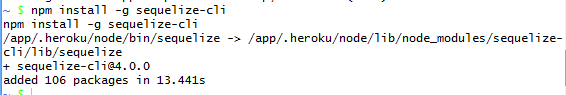 ~ $ npm install -g sequelize-cli
npm install -g sequelize-cli
/app/.heroku/node/bin/sequelize -> /app/.heroku/node/lib/node_modules/sequelize-
cli/lib/sequelize
+ sequelize-cli@4.0.0
added 106 packages in 13.441s
~ $